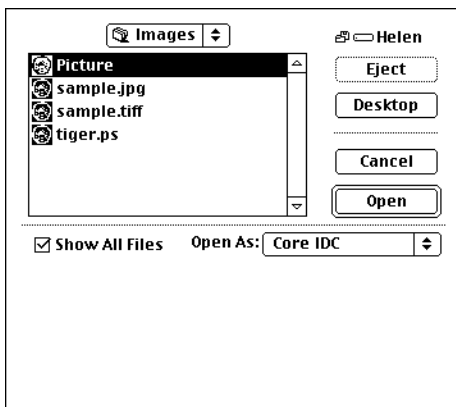 Images
Helen
Picture
sample.jpg
sample.tiff
tiger.ps
Eject
Desktop
Cancel
Open
Show All Files
Open As: Core IDC